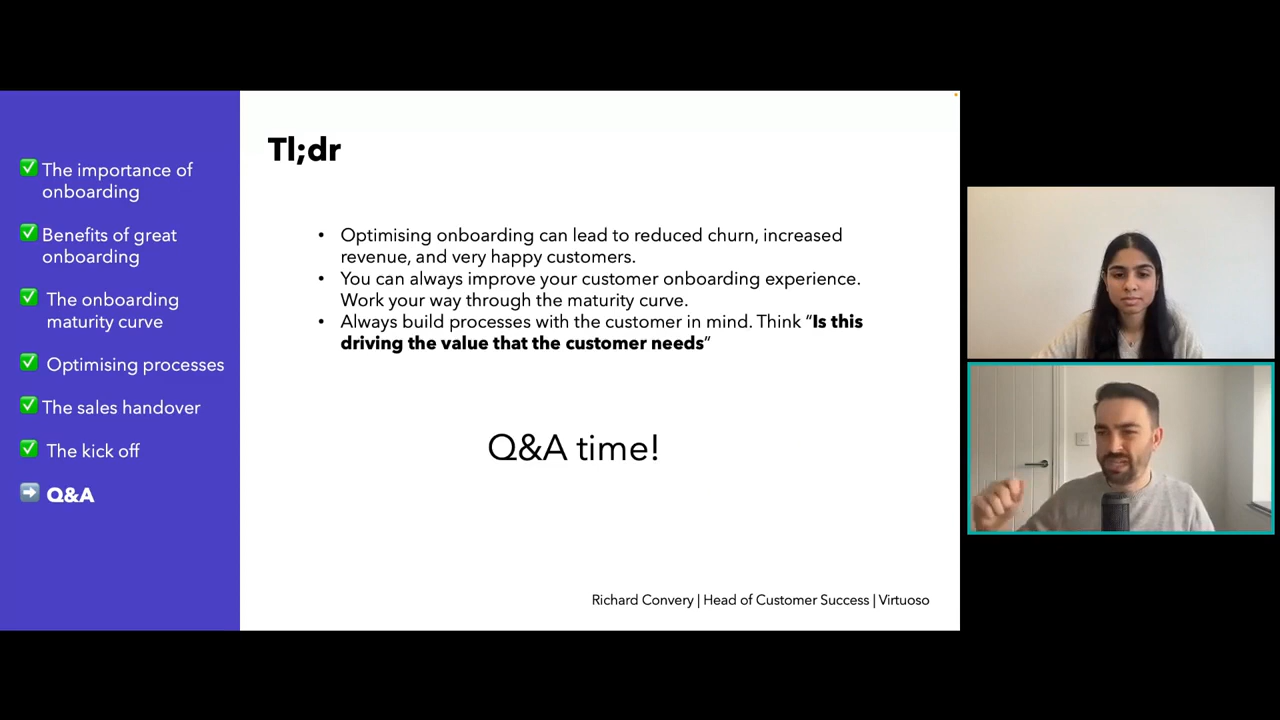 The importance of
onboarding
Benefits of great
onboarding
The onboarding
maturity curve
Optimising processes
The sales handover
The kick off
Q&A
Tl;dr
• Optimising onboarding can lead to reduced churn, increased
revenue, and very happy customers.
• You can always improve your customer onboarding experience.
Work your way through the maturity curve.
• Always build processes with the customer in mind. Think “Is this
driving the value that the customer needs”
Q&A time!
Richard Convery | Head of Customer Success | Virtuoso